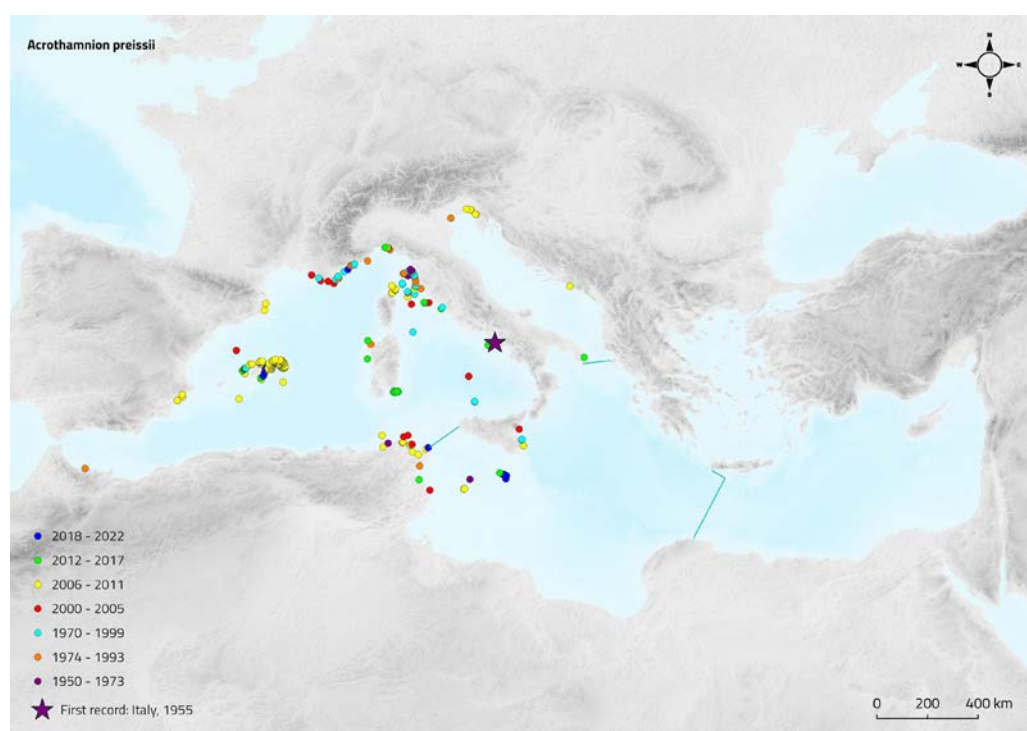 Acrothamnion preissii
N
W E
S
2018 - 2022
2012 - 2017
2006 - 2011
2000 - 2005
1970 - 1999
1974 - 1993
1950 - 1973
First record: Italy, 1955
0 200 400 km